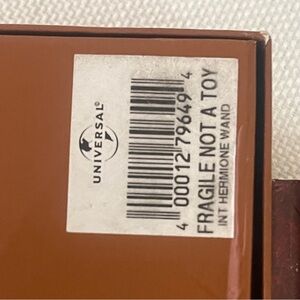 UNIVERSAL®
4 00012 79649 4
FRAGILE NOT A TOY
INT HERMIONE WAND